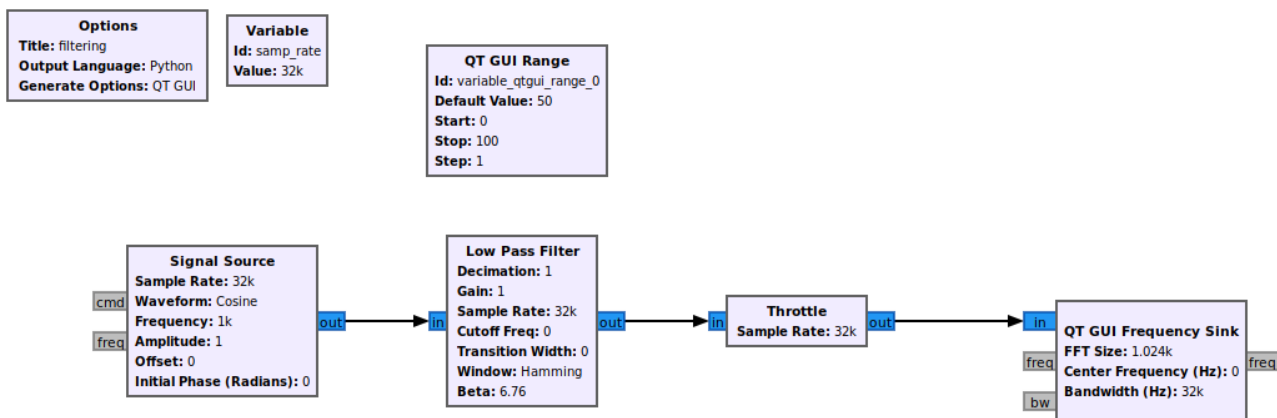 Options
Title: filtering
Output Language: Python
Generate Options: QT GUI
Variable
Id: samp_rate
Value: 32k
QT GUI Range
Id: variable_qtgui_range_0
Default Value: 50
Start: 0
Stop: 100
Step: 1
Signal Source
Sample Rate: 32k
Waveform: Cosine
Frequency: 1k
Amplitude: 1
Offset: 0
Initial Phase (Radians): 0
cmd
freq
out
Low Pass Filter
Decimation: 1
Gain: 1
Sample Rate: 32k
Cutoff Freq: 0
Transition Width: 0
Window: Hamming
Beta: 6.76
in
out
Throttle
Sample Rate: 32k
in
out
QT GUI Frequency Sink
FFT Size: 1.024k
Center Frequency (Hz): 0
Bandwidth (Hz): 32k
in
freq
bw
freq